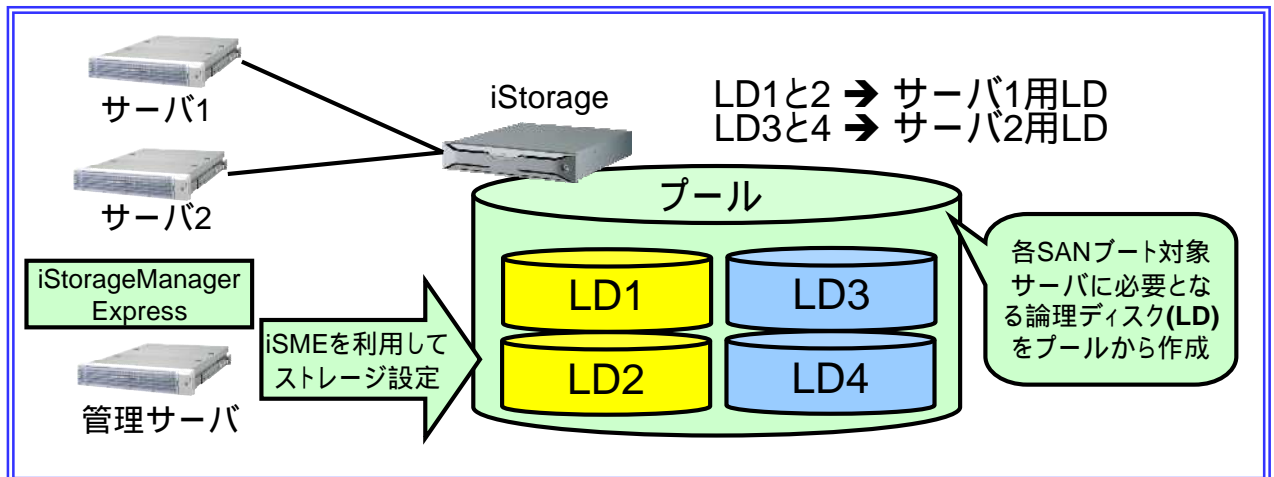 サーバ1
サーバ2
iStorageManager
Express
管理サーバ
iSMEを利用して
ストレージ設定
iStorage
LD1と2 ➔ サーバ1用LD
LD3と4 ➔ サーバ2用LD
プール
LD1
LD3
LD2
LD4
各SANブート対象
サーバに必要とな
る論理ディスク(LD)
をプールから作成